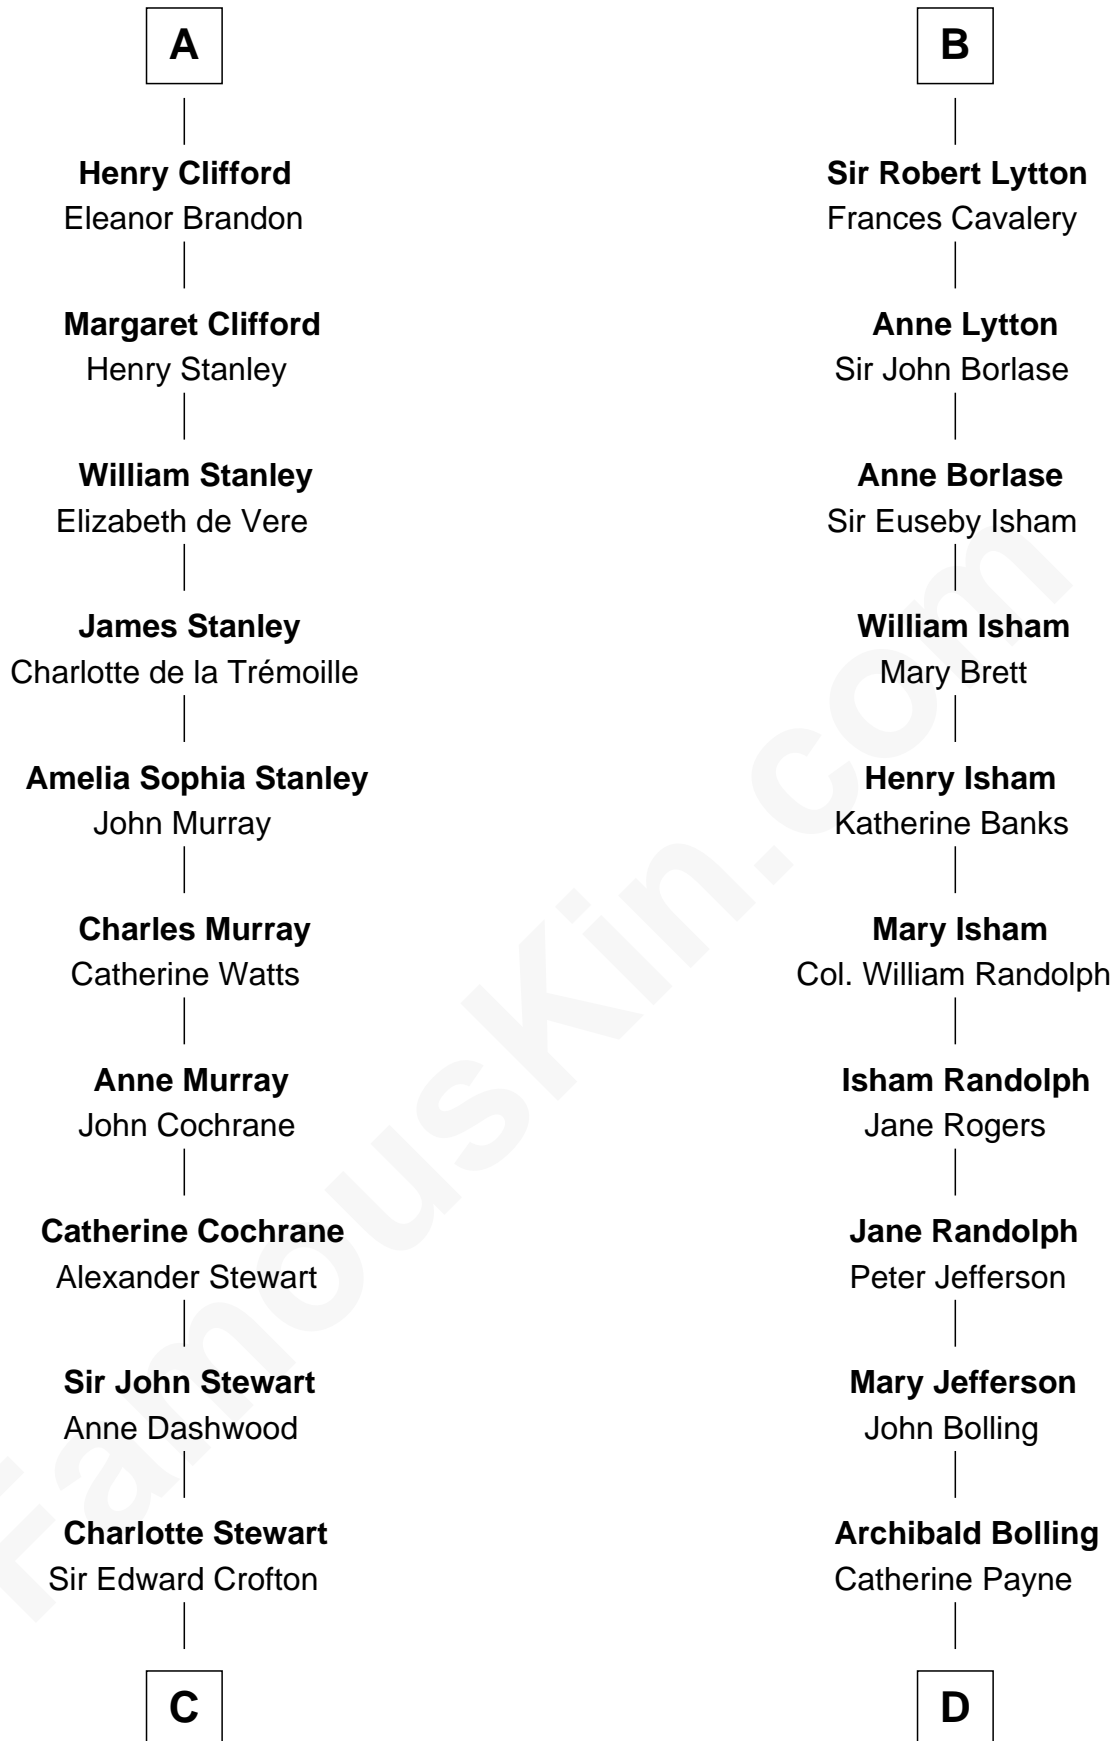 A
Henry Clifford
Eleanor Brandon
Margaret Clifford
Henry Stanley
William Stanley
Elizabeth de Vere
James Stanley
Charlotte de la Trémoille
Amelia Sophia Stanley
John Murray
Charles Murray
Catherine Watts
Anne Murray
John Cochrane
Catherine Cochrane
Alexander Stewart
Sir John Stewart
Anne Dashwood
Charlotte Stewart
Sir Edward Crofton
C
B
Sir Robert Lytton
Frances Cavalery
Anne Lytton
Sir John Borlase
Anne Borlase
Sir Euseby Isham
William Isham
Mary Brett
Henry Isham
Katherine Banks
Mary Isham
Col. William Randolph
Isham Randolph
Jane Rogers
Jane Randolph
Peter Jefferson
Mary Jefferson
John Bolling
Archibald Bolling
Catherine Payne
D
FamousKin.com